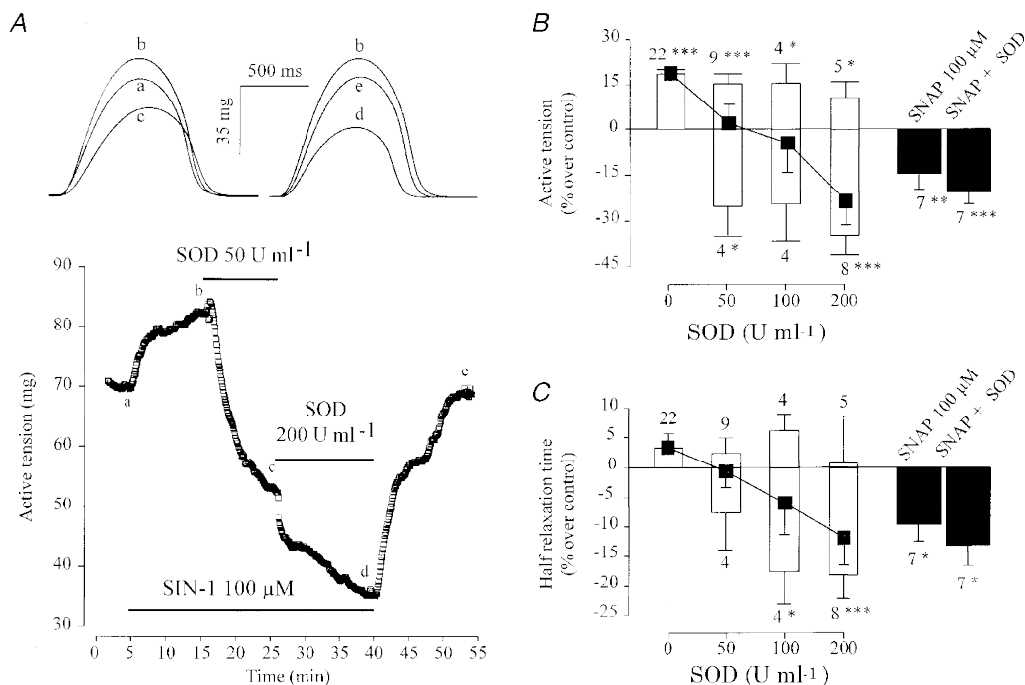 A
b
a
c
500 ms
35 mg
b
e
d
SOD 50 U ml-1
SOD
200 U ml-1
SIN-1 100 µM
a
b
c
d
e
90
80
70
60
50
40
30
Active tension (mg)
0 5 10 15 20 25 30 35 40 45 50 55
Time (min)
B
30
15
0
-15
-30
-45
Active tension
(% over control)
22 ***
9 ***
4 *
5 *
4 *
4
8 ***
SNAP 100 µM
SNAP + SOD
7 **
7 ***
0 50 100 200
SOD (U ml-1)
C
10
5
0
-5
-10
-15
-20
-25
Half relaxation time
(% over control)
22
9
4
5
4
4 *
8 ***
SNAP 100 µM
SNAP + SOD
7 *
7 *
0 50 100 200
SOD (U ml-1)